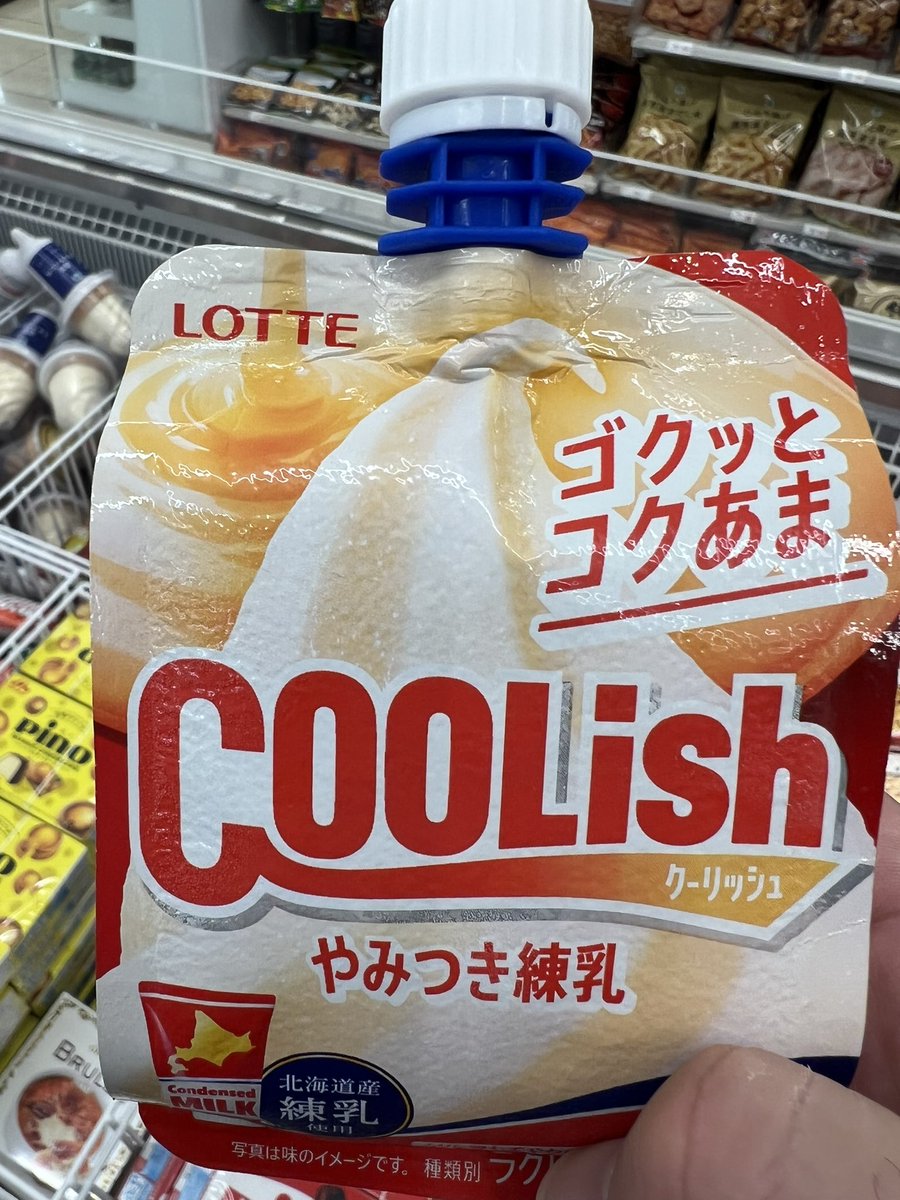 LOTTE
ゴクッと
コクあま
COOLish
クーリッシュ
やみつき練乳
Condensed
MILK
北海道産
練乳
使用
写真は味のイメージです。 種類別
pino